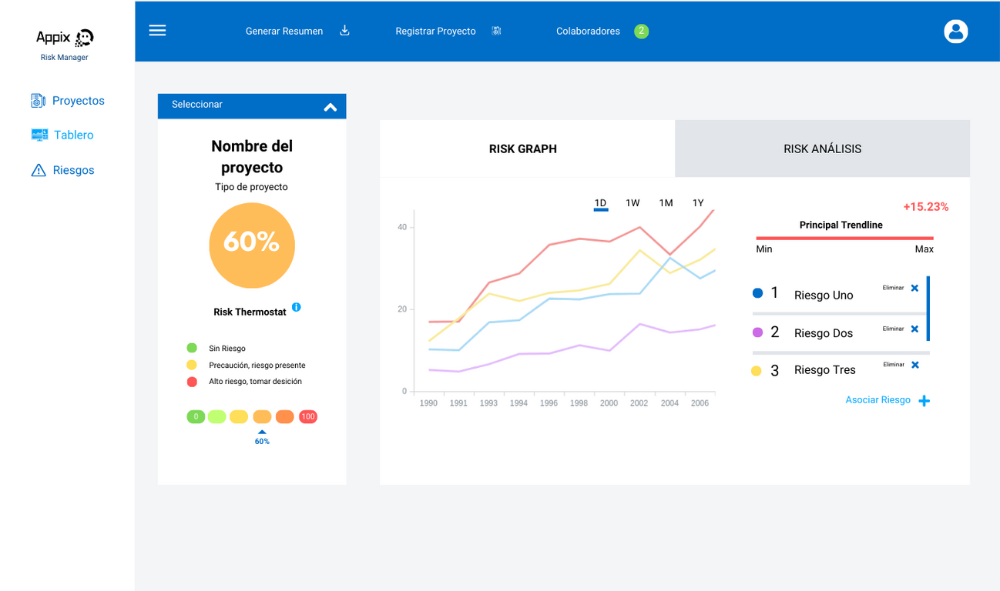 Appix
Risk Manager
Proyectos
Tablero
Riesgos
Generar Resumen
Registrar Proyecto
Colaboradores 2
Seleccionar
Nombre del
proyecto
Tipo de proyecto
60%
Risk Thermostat
Sin Riesgo
Precaución, riesgo presente
Alto riesgo, tomar desición
0 100
60%
RISK GRAPH
RISK ANÁLISIS
1D 1W 1M 1Y
40
20
0
1990 1991 1993 1994 1996 1998 2000 2002 2004 2006
+15.23%
Principal Trendline
Min Max
1 Riesgo Uno Eliminar
2 Riesgo Dos Eliminar
3 Riesgo Tres Eliminar
Asociar Riesgo